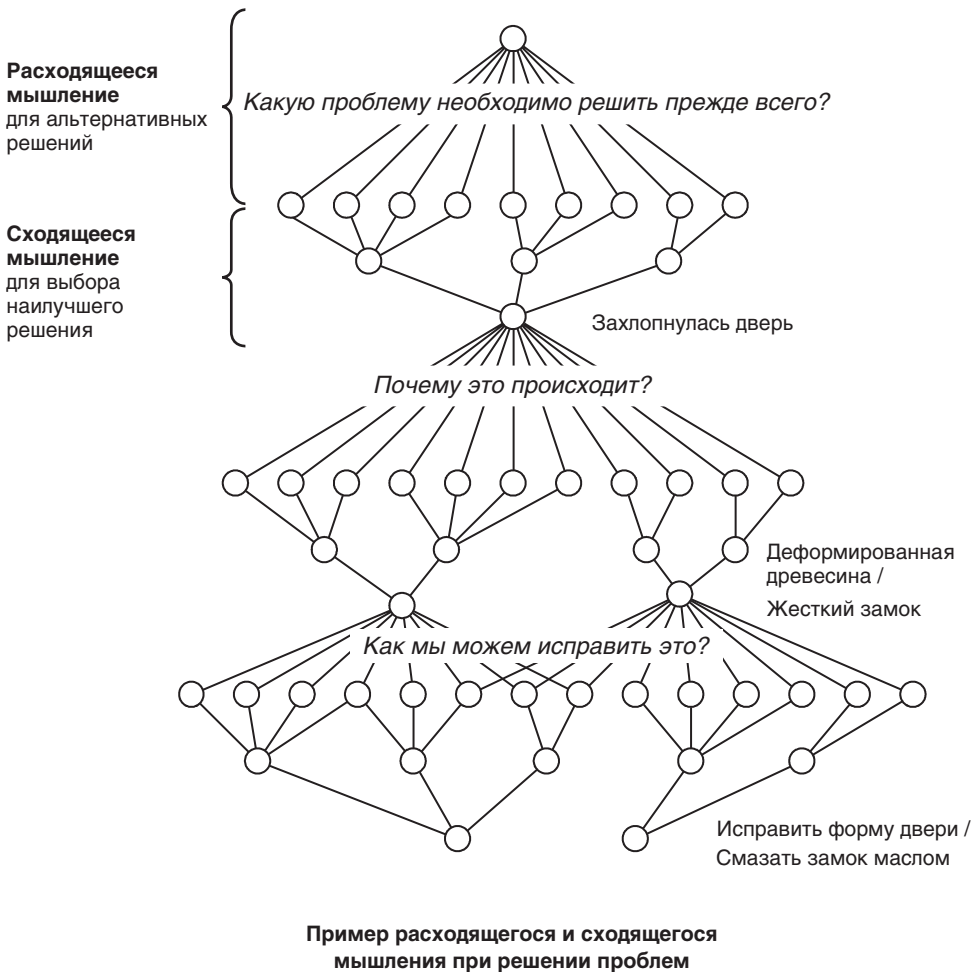 Расходящееся
мышление
для альтернативных
решений
Какую проблему необходимо решить прежде всего?
Сходящееся
мышление
для выбора
наилучшего
решения
Захлопнулась дверь
Почему это происходит?
Деформированная
древесина /
Жесткий замок
Как мы можем исправить это?
Исправить форму двери /
Смазать замок маслом
Пример расходящегося и сходящегося
мышления при решении проблем